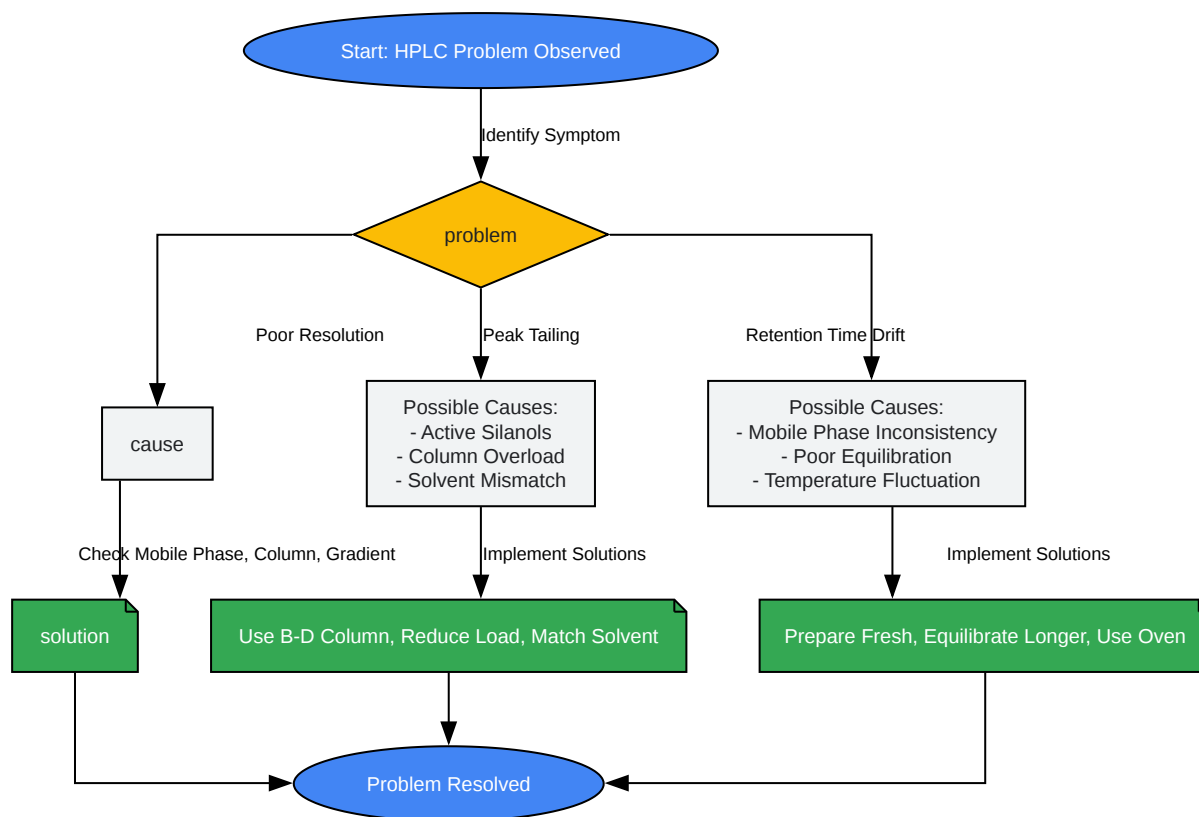 Start: HPLC Problem Observed
Identify Symptom
problem
Poor Resolution
Peak Tailing
Retention Time Drift
cause
Possible Causes:
- Active Silanols
- Column Overload
- Solvent Mismatch
Possible Causes:
- Mobile Phase Inconsistency
- Poor Equilibration
- Temperature Fluctuation
Check Mobile Phase, Column, Gradient
Implement Solutions
Implement Solutions
solution
Use B-D Column, Reduce Load, Match Solvent
Prepare Fresh, Equilibrate Longer, Use Oven
Problem Resolved